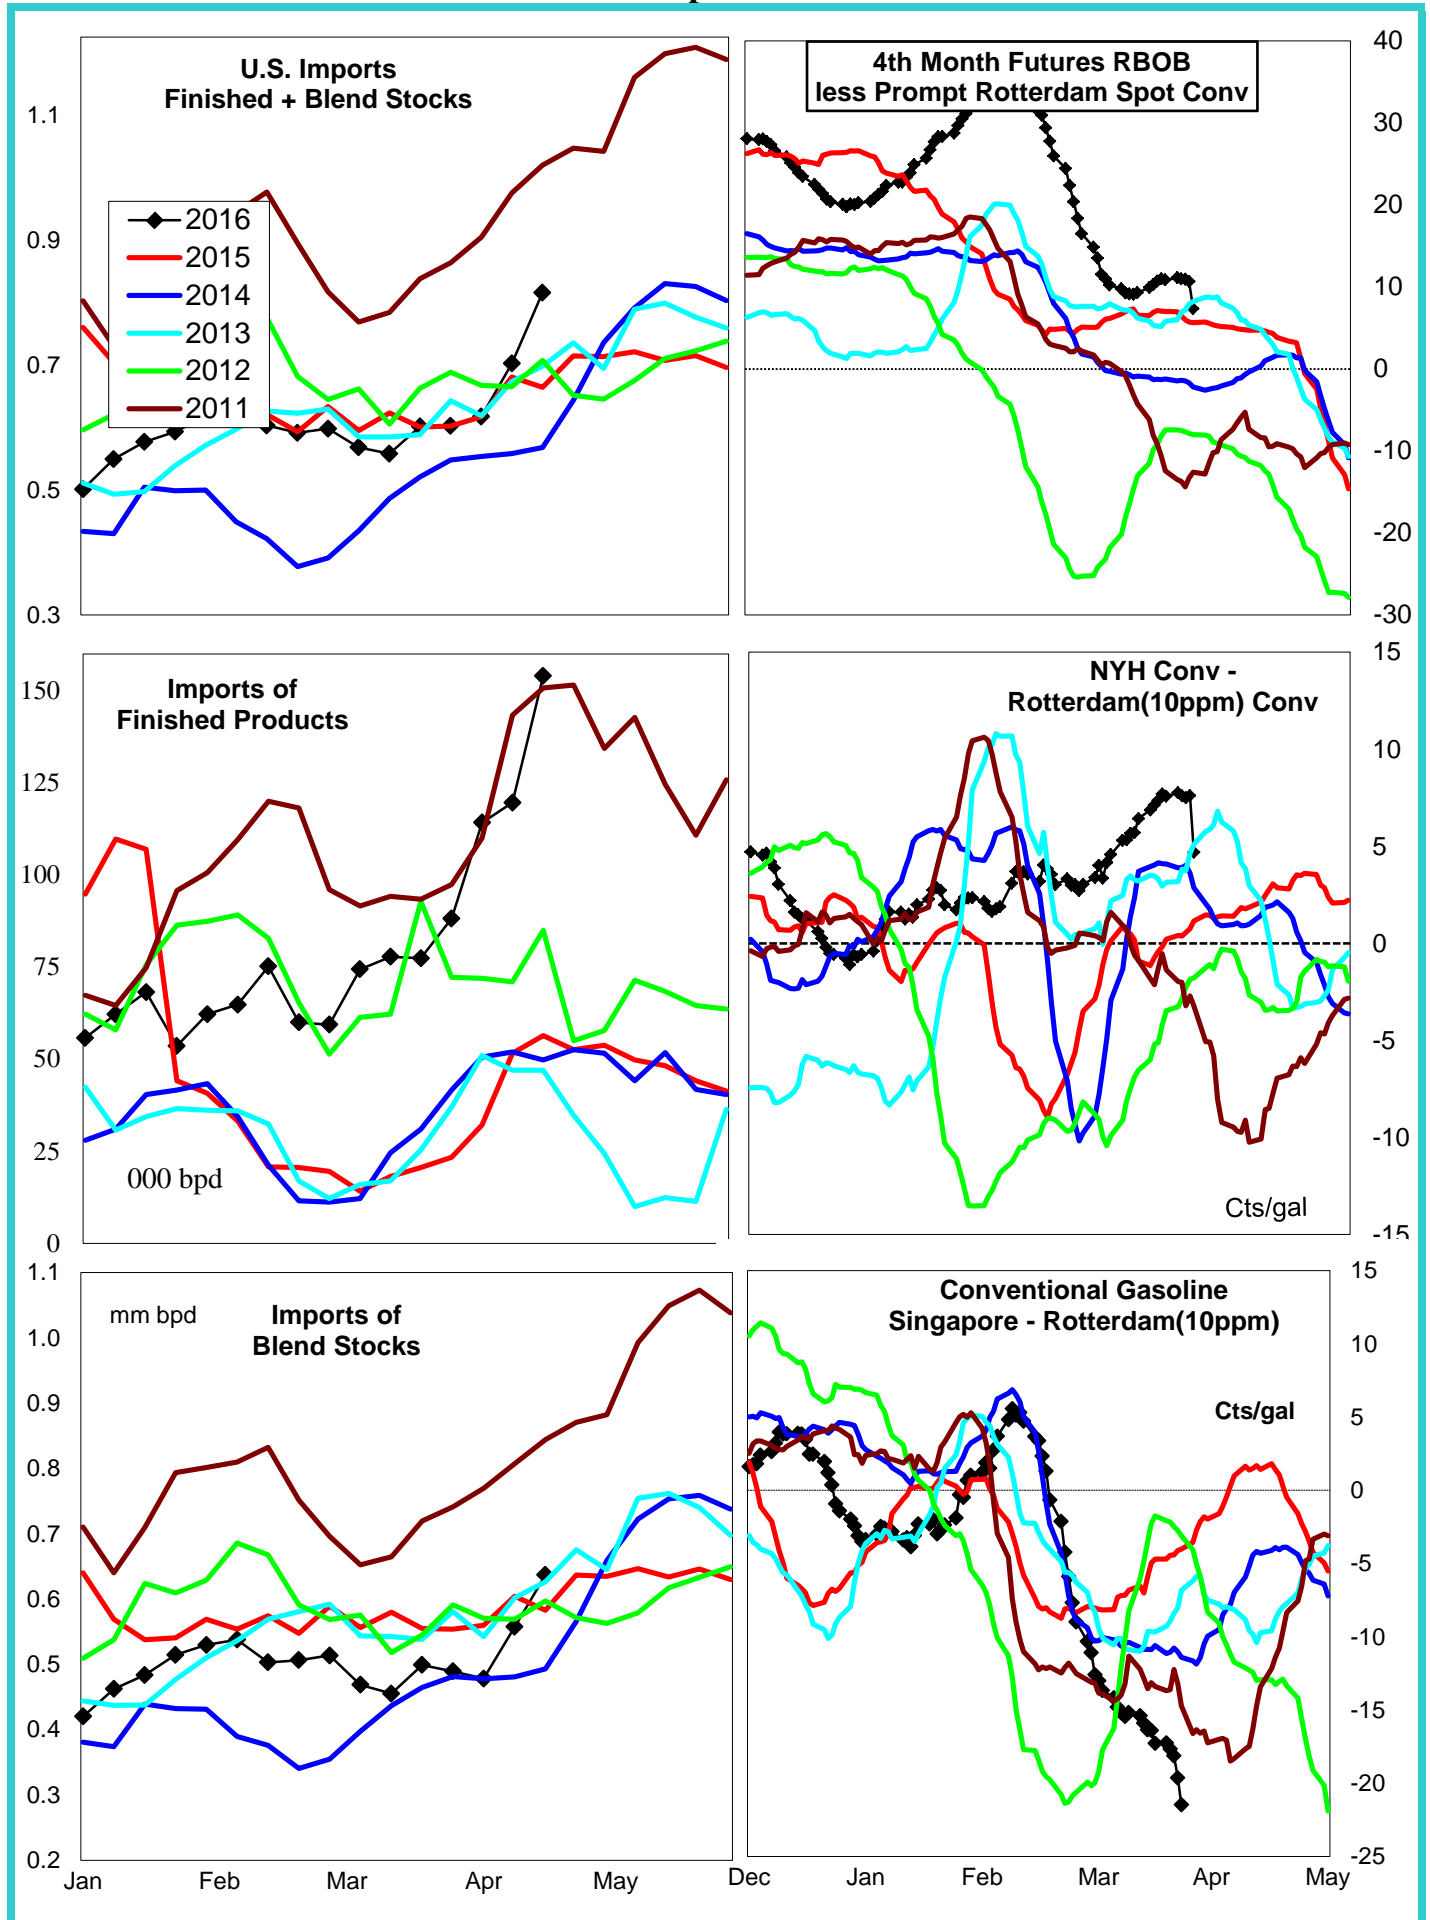 U.S. Imports
Finished + Blend Stocks
1.1
0.9
0.7
0.5
0.3
2016
2015
2014
2013
2012
2011
4th Month Futures RBOB
less Prompt Rotterdam Spot Conv
40
30
20
10
0
-10
-20
-30
Imports of
Finished Products
150
125
100
75
50
25
0
000 bpd
NYH Conv -
Rotterdam(10ppm) Conv
15
10
5
0
-5
-10
-15
Cts/gal
mm bpd
Imports of
Blend Stocks
1.1
1.0
0.9
0.8
0.7
0.6
0.5
0.4
0.3
0.2
Jan Feb Mar Apr May
Conventional Gasoline
Singapore - Rotterdam(10ppm)
Cts/gal
15
10
5
0
-5
-10
-15
-20
-25
Dec Jan Feb Mar Apr May